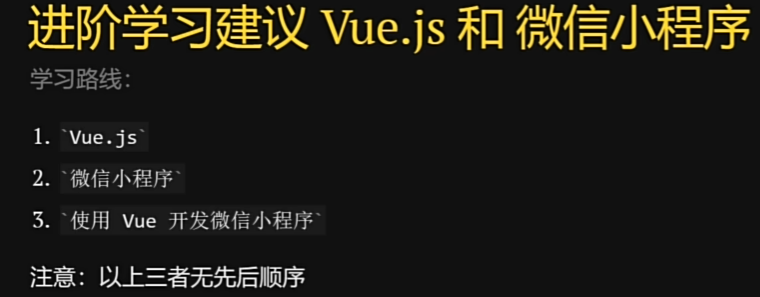 进阶学习建议 Vue.js 和 微信小程序
学习路线：
1. `Vue.js`
2. `微信小程序`
3. `使用 Vue 开发微信小程序`
注意：以上三者无先后顺序